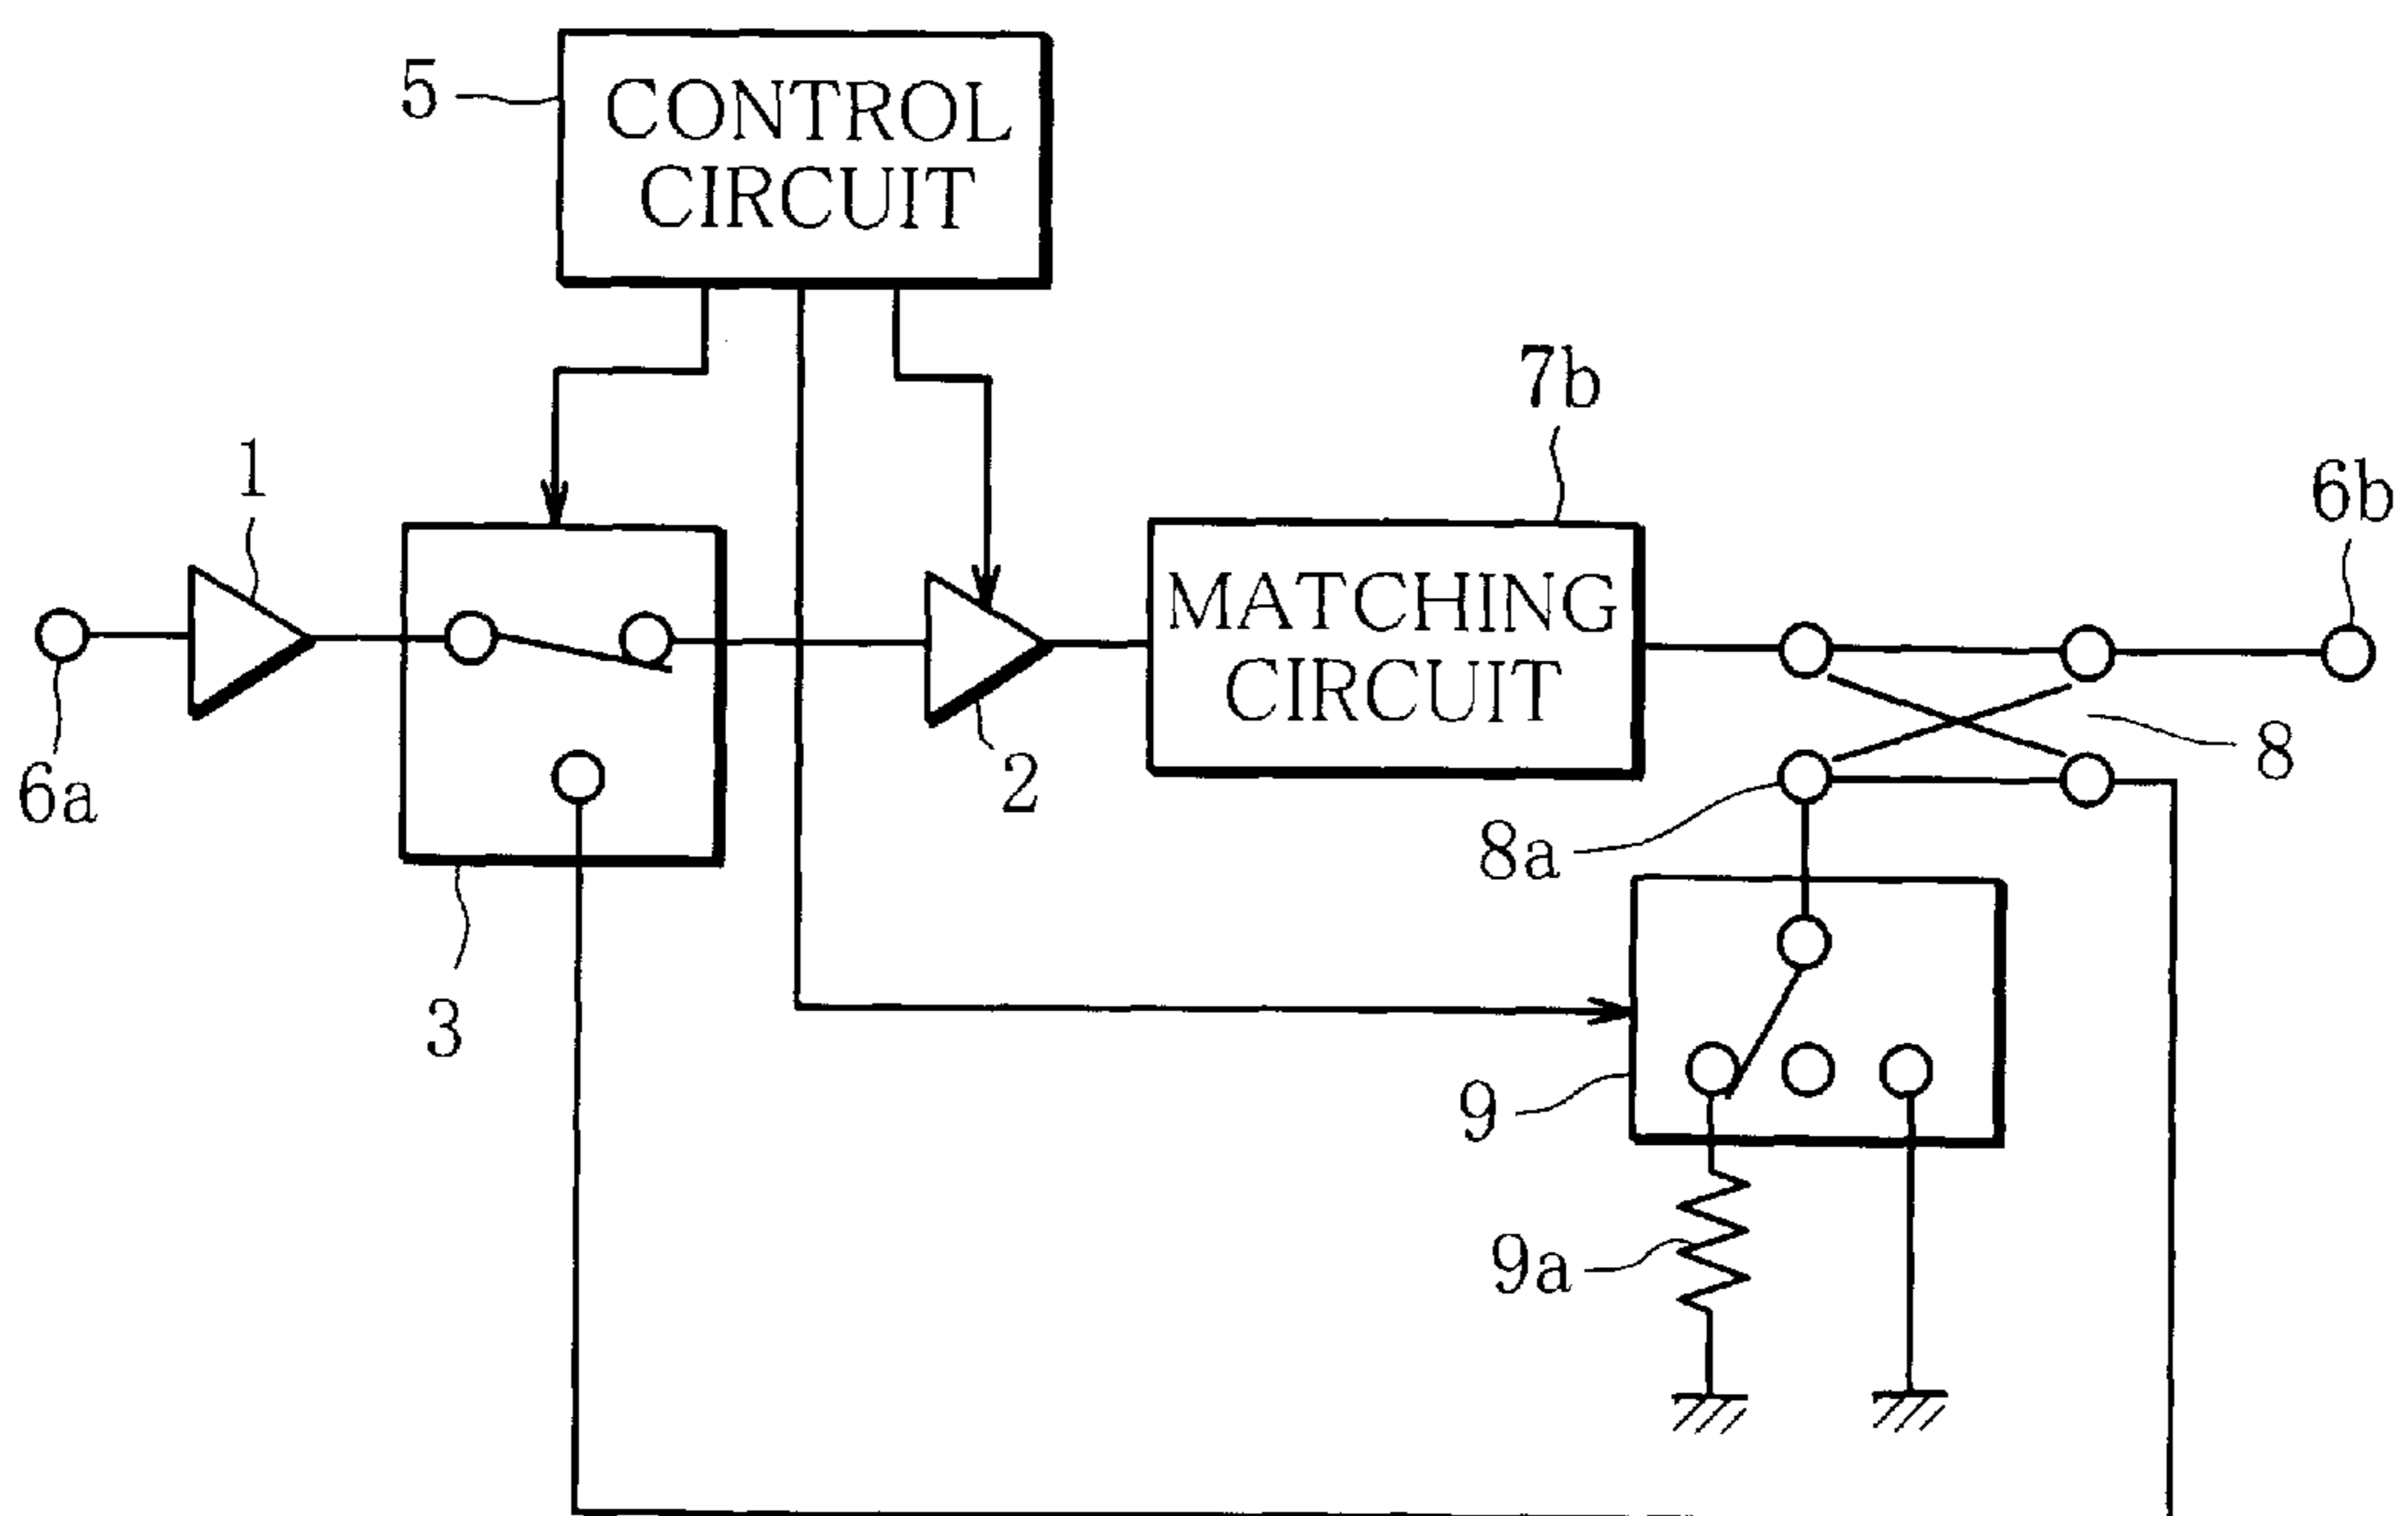 5
CONTROL
CIRCUIT
7b
1
6b
MATCHING
CIRCUIT
6a
2
8
8a
3
9
9a